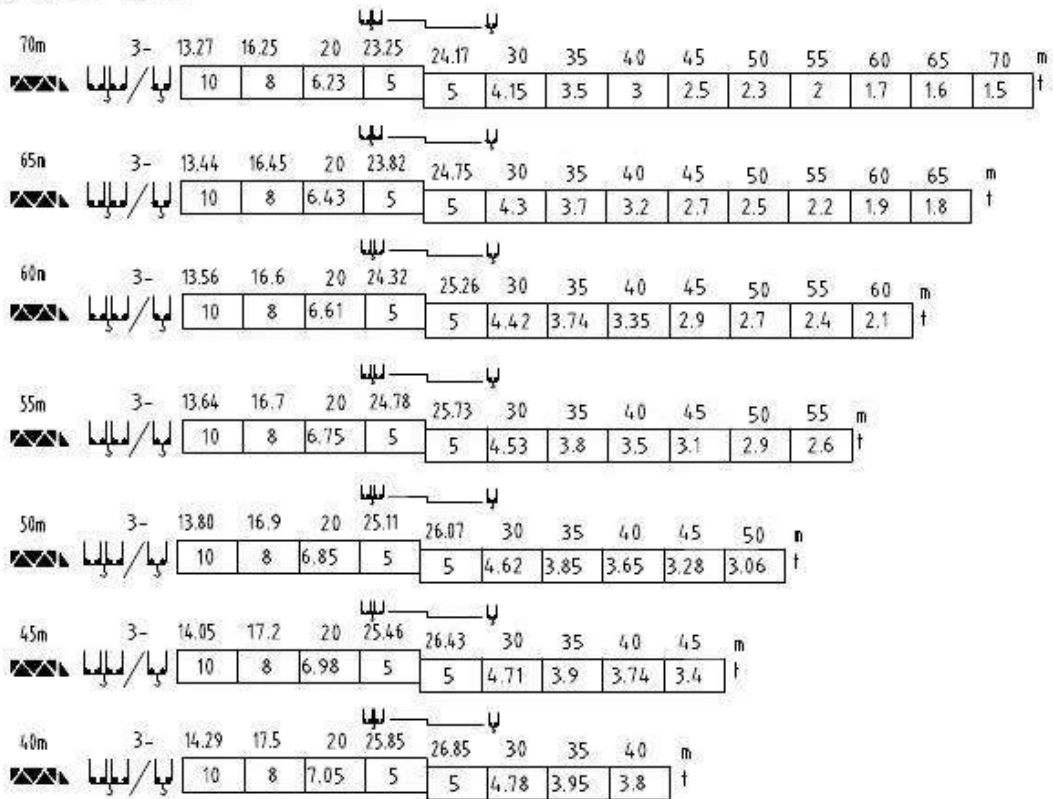 70m 3- 13.27 16.25 20 23.25 24.17 30 35 40 45 50 55 60 65 70 m
10 8 6.23 5 5 4.15 3.5 3 2.5 2.3 2 1.7 1.6 1.5 t
65m 3- 13.44 16.45 20 23.82 24.75 30 35 40 45 50 55 60 65 m
10 8 6.43 5 5 4.3 3.7 3.2 2.7 2.5 2.2 1.9 1.8 t
60m 3- 13.56 16.6 20 24.32 25.26 30 35 40 45 50 55 60 m
10 8 6.61 5 5 4.42 3.74 3.35 2.9 2.7 2.4 2.1 t
55m 3- 13.64 16.7 20 24.78 25.73 30 35 40 45 50 55 m
10 8 6.75 5 5 4.53 3.8 3.5 3.1 2.9 2.6 t
50m 3- 13.80 16.9 20 25.11 26.07 30 35 40 45 50 m
10 8 6.85 5 5 4.62 3.85 3.65 3.28 3.06 t
45m 3- 14.05 17.2 20 25.46 26.43 30 35 40 45 m
10 8 6.98 5 5 4.71 3.9 3.74 3.4 t
40m 3- 14.29 17.5 20 25.85 26.85 30 35 40 m
10 8 7.05 5 5 4.78 3.95 3.8 t